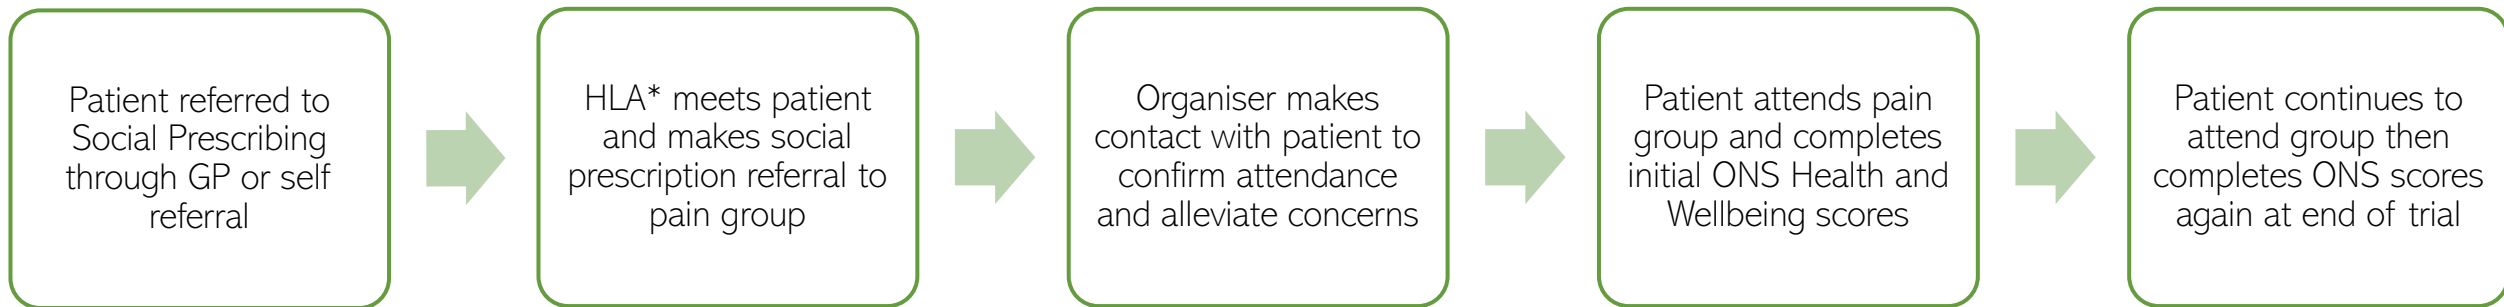 Patient referred to
Social Prescribing
through GP or self
referral
HLA* meets patient
and makes social
prescription referral to
pain group
Organiser makes
contact with patient to
confirm attendance
and alleviate concerns
Patient attends pain
group and completes
initial ONS Health and
Wellbeing scores
Patient continues to
attend group then
completes ONS scores
again at end of trial